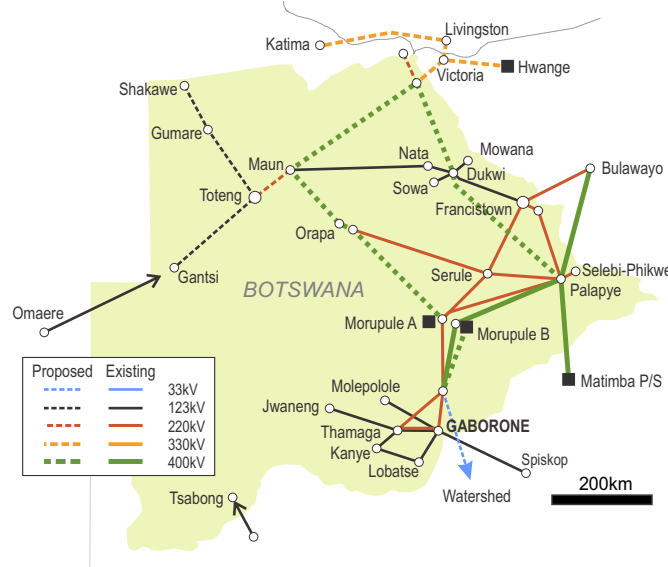 Livingston
Katima
Victoria
Hwange
Shakawe
Gumare
Mowana
Nata
Maun
Dukwi
Bulawayo
Sowa
Toteng
Francistown
Orapa
Selebi-Phikwe
Gantsi
Serule
Palapye
BOTSWANA
Omaere
Morupule A
Morupule B
Proposed Existing
33kV
123kV
220kV
330kV
400kV
Matimba P/S
Molepolole
Jwaneng
Thamaga
GABORONE
Kanye
Lobatse
Spiskop
200km
Watershed
Tsabong